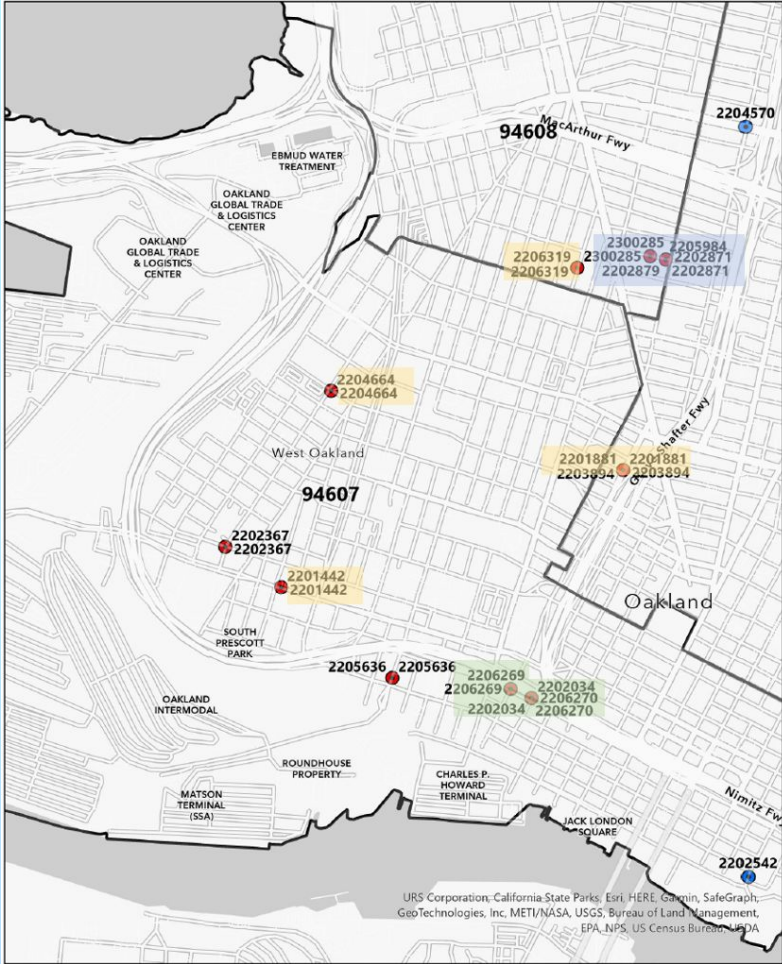 2204570
94608
MacArthur Fwy
EBMUD WATER
TREATMENT
OAKLAND
GLOBAL TRADE
& LOGISTICS
CENTER
OAKLAND
GLOBAL TRADE
& LOGISTICS
CENTER
2206319
2206319
2300285
2300285
2202879
2205984
2202871
2202871
2204664
2204664
West Oakland
Shafter Fwy
2201881
2203894
2201881
2203894
94607
2202367
2202367
2201442
2201442
Oakland
SOUTH
PRESCOTT
PARK
2205636
2205636
2206269
2206269
2202034
2202034
2206270
2206270
OAKLAND
INTERMODAL
ROUNDHOUSE
PROPERTY
CHARLES P.
HOWARD
TERMINAL
MATSON
TERMINAL
(SSA)
JACK LONDON
SQUARE
Nimitz Fw
2202542
URS Corporation, California State Parks, Esri, HERE, Garmin, SafeGraph,
GeoTechnologies, Inc, METI/NASA, USGS, Bureau of Land Management,
EPA, NPS, US Census Bureau, USDA